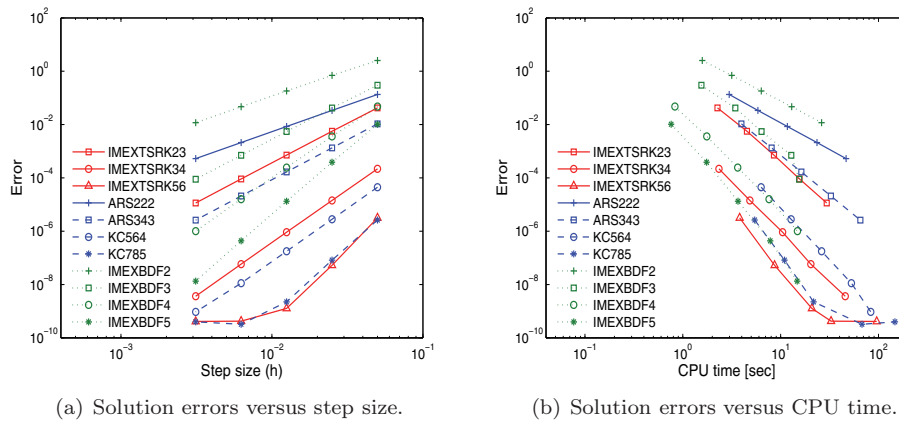 10^2
10^0
10^-2
10^-4
10^-6
10^-8
10^-10
Error
IMEXTSRK23
IMEXTSRK34
IMEXTSRK56
ARS222
ARS343
KC564
KC785
IMEXBDF2
IMEXBDF3
IMEXBDF4
IMEXBDF5
10^-3
10^-2
10^-1
Step size (h)
(a) Solution errors versus step size.
10^2
10^0
10^-2
10^-4
10^-6
10^-8
10^-10
Error
IMEXTSRK23
IMEXTSRK34
IMEXTSRK56
ARS222
ARS343
KC564
KC785
IMEXBDF2
IMEXBDF3
IMEXBDF4
IMEXBDF5
10^-1
10^0
10^1
10^2
CPU time [sec]
(b) Solution errors versus CPU time.